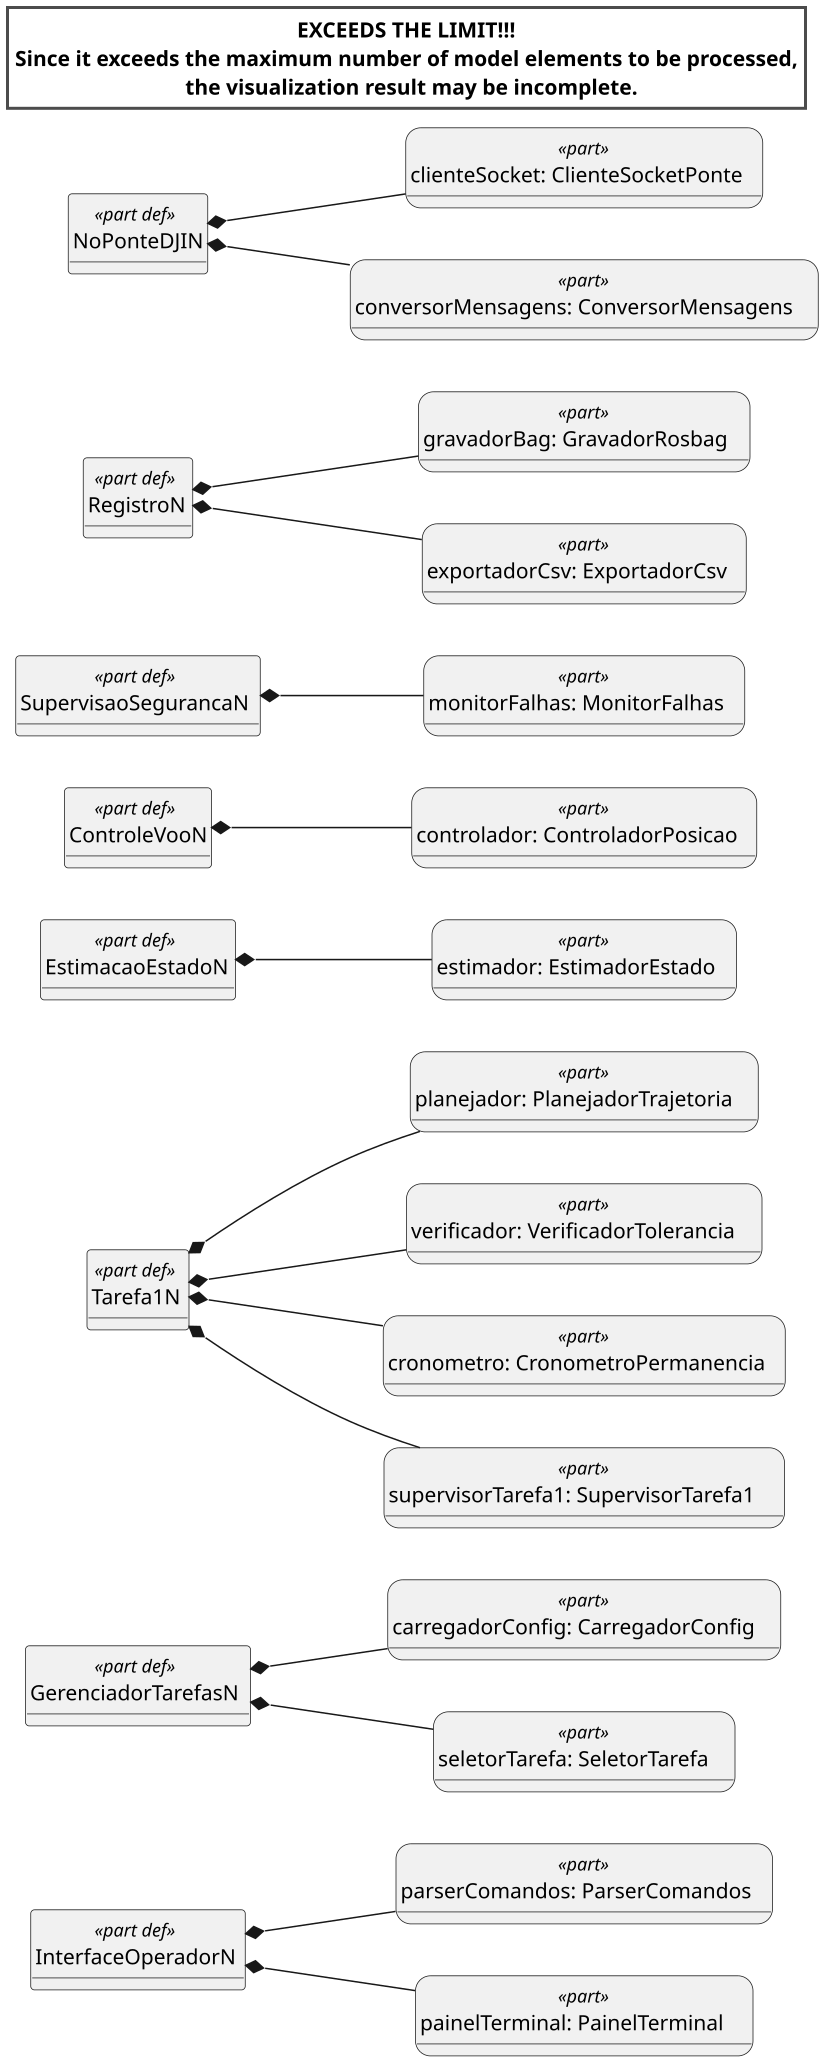 EXCEEDS THE LIMIT!!!
Since it exceeds the maximum number of model elements to be processed,
the visualization result may be incomplete.
«part def»
NoPonteDJIN
«part»
clienteSocket: ClienteSocketPonte
«part»
conversorMensagens: ConversorMensagens
«part def»
RegistroN
«part»
gravadorBag: GravadorRosbag
«part»
exportadorCsv: ExportadorCsv
«part def»
SupervisaoSegurancaN
«part»
monitorFalhas: MonitorFalhas
«part def»
ControleVooN
«part»
controlador: ControladorPosicao
«part def»
EstimacaoEstadoN
«part»
estimador: EstimadorEstado
«part def»
Tarefa1N
«part»
planejador: PlanejadorTrajetoria
«part»
verificador: VerificadorTolerancia
«part»
cronometro: CronometroPermanencia
«part»
supervisorTarefa1: SupervisorTarefa1
«part def»
GerenciadorTarefasN
«part»
carregadorConfig: CarregadorConfig
«part»
seletorTarefa: SeletorTarefa
«part def»
InterfaceOperadorN
«part»
parserComandos: ParserComandos
«part»
painelTerminal: PainelTerminal